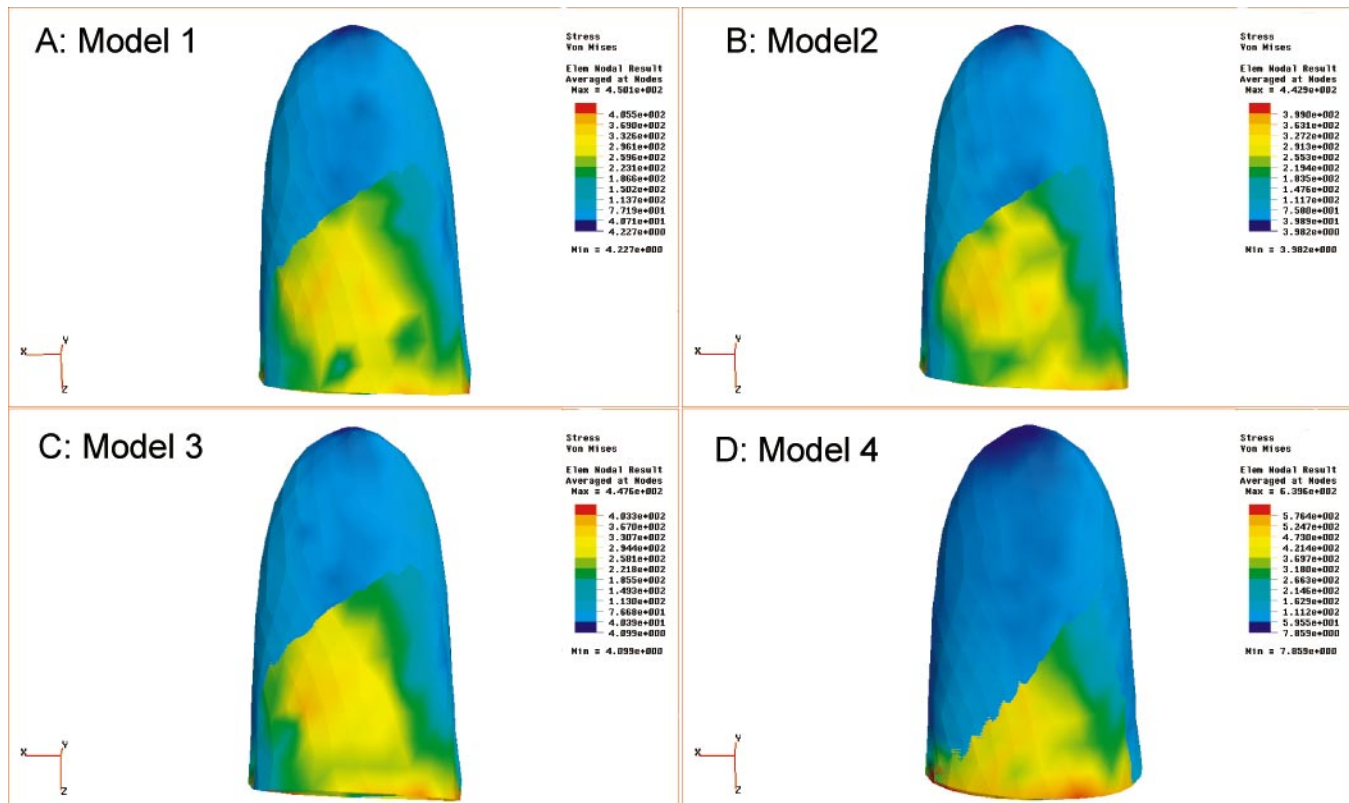 A: Model 1
Stress
Von Mises
Elem Nodal Result
Averaged at Nodes
Max = 4.501e+002
4.055e+002
3.690e+002
3.326e+002
2.961e+002
2.596e+002
2.231e+002
1.866e+002
1.502e+002
1.137e+002
7.719e+001
4.071e+001
4.227e+000
Min = 4.227e+000
X
Y
Z
B: Model2
Stress
Von Mises
Elem Nodal Result
Averaged at Nodes
Max = 4.429e+002
3.990e+002
3.631e+002
3.272e+002
2.913e+002
2.553e+002
2.194e+002
1.835e+002
1.476e+002
1.117e+002
7.580e+001
3.989e+001
3.982e+000
Min = 3.982e+000
X
Y
Z
C: Model 3
Stress
Von Mises
Elem Nodal Result
Averaged at Nodes
Max = 4.476e+002
4.033e+002
3.670e+002
3.307e+002
2.944e+002
2.581e+002
2.218e+002
1.855e+002
1.493e+002
1.130e+002
7.668e+001
4.039e+001
4.099e+000
Min = 4.099e+000
X
Y
Z
D: Model 4
Stress
Von Mises
Elem Nodal Result
Averaged at Nodes
Max = 6.396e+002
5.764e+002
5.247e+002
4.730e+002
4.214e+002
3.697e+002
3.180e+002
2.663e+002
2.146e+002
1.629e+002
1.112e+002
5.955e+001
7.859e+000
Min = 7.859e+000
X
Y
Z